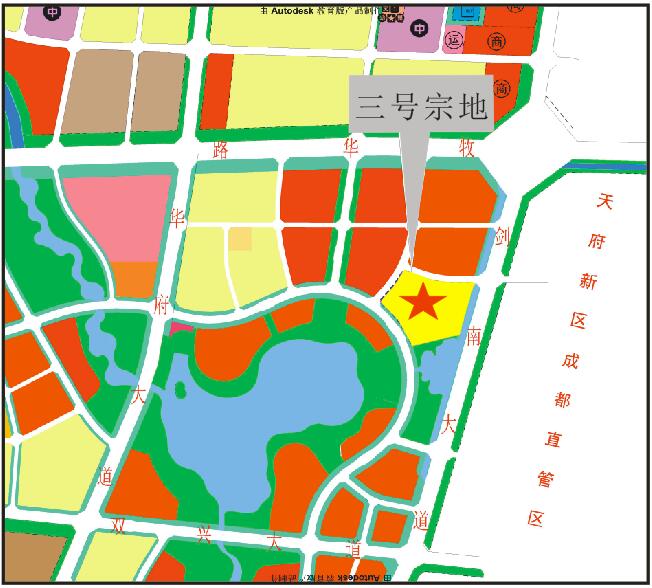 由 Autodesk 教育版产品制作
中
中
运
商
商
三号宗地
牧华路
华府大道
剑南大道
双兴大道
天府新区成都直管区
由 Autodesk 教育版产品制作